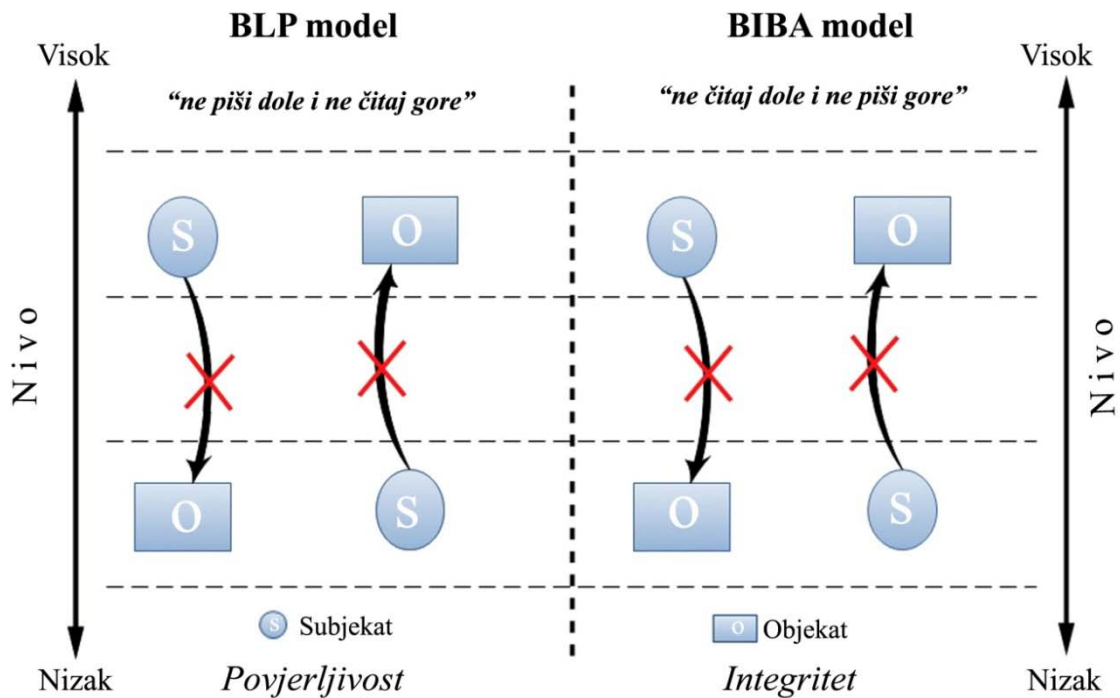 BLP model
BIBA model
Visok
Visok
“ne piši dole i ne čitaj gore”
“ne čitaj dole i ne piši gore”
S
O
S
O
Nivo
Nivo
O
S
O
S
S Subjekat
O Objekat
Nizak
Povjerljivost
Integritet
Nizak